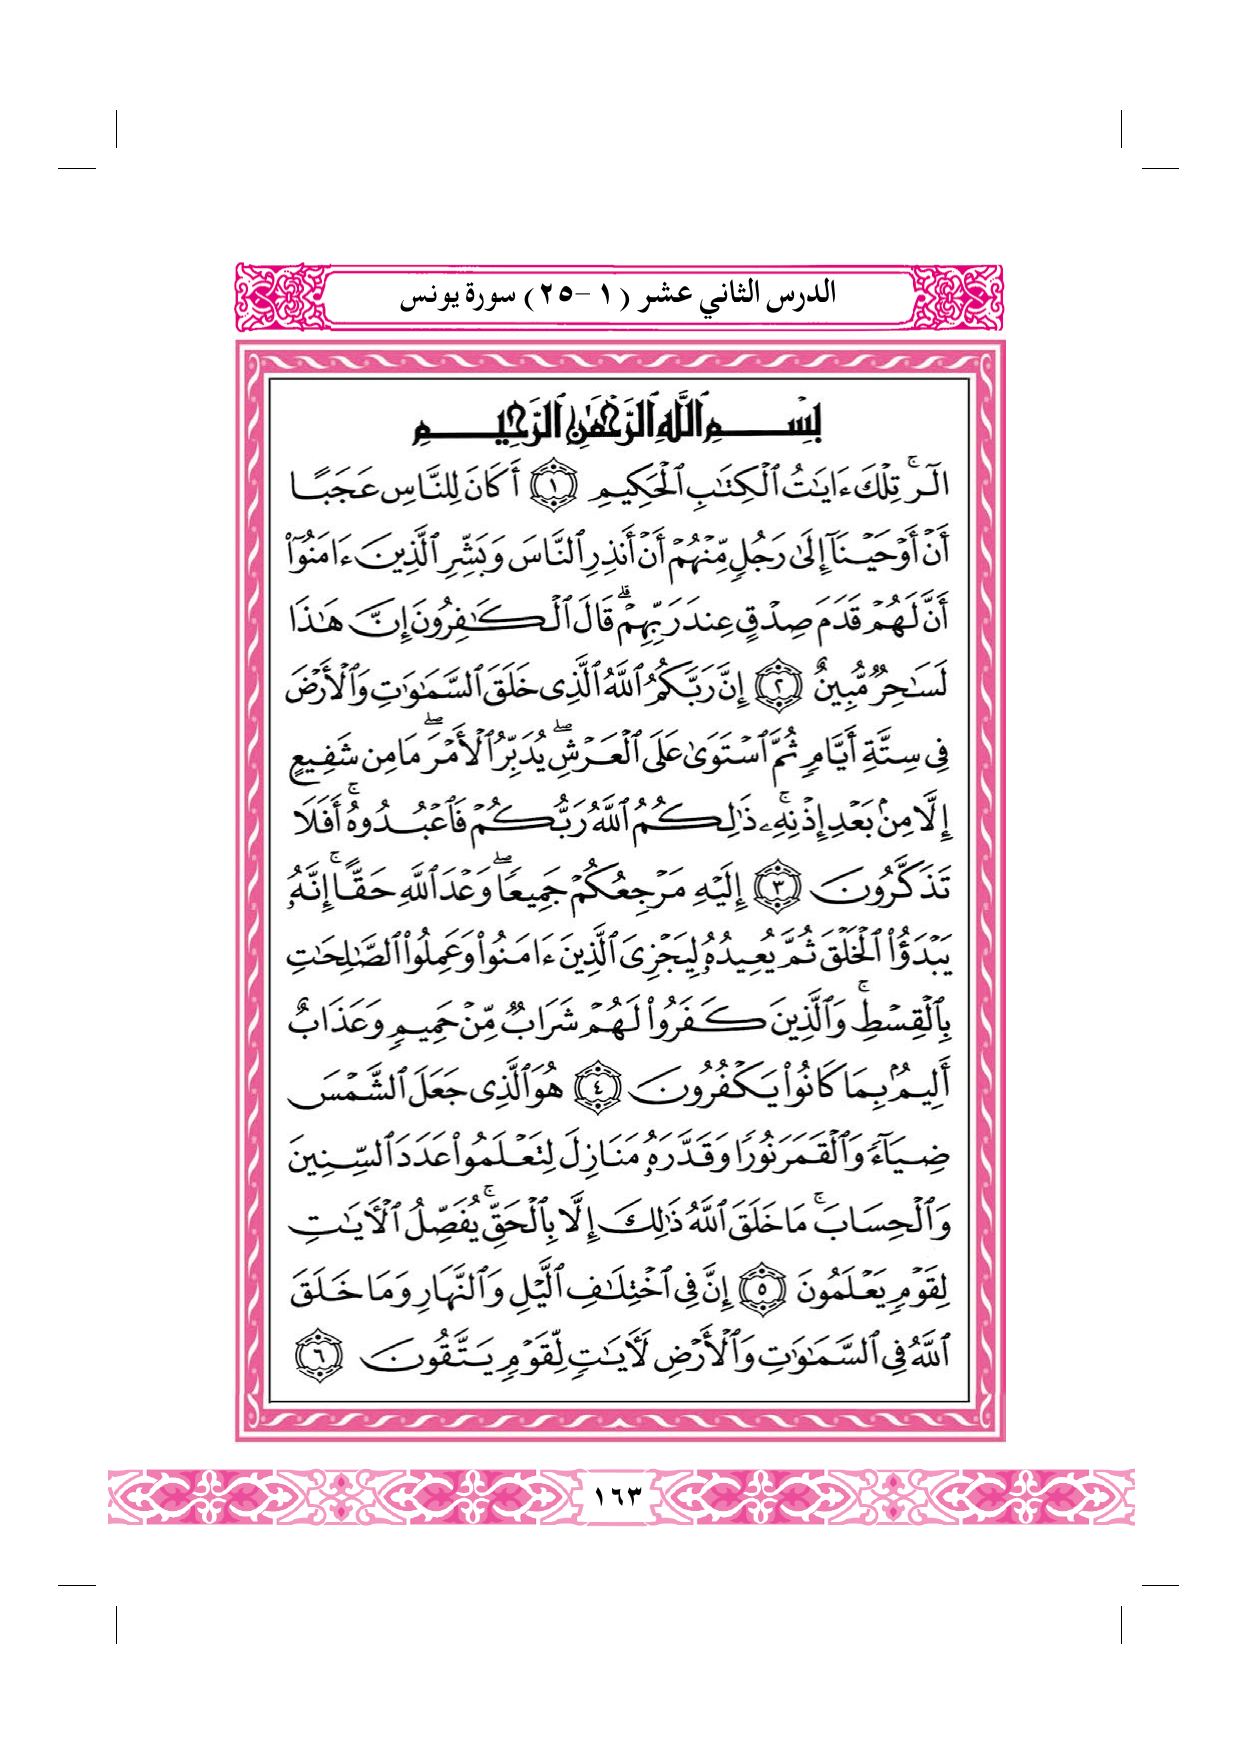 الدرس الثاني عشر (١ -٢٥) سورة يونس
بِسْمِ ٱللَّهِ ٱلرَّحْمَٰنِ ٱلرَّحِيمِ
الٓرۚ تِلْكَ ءَايَٰتُ ٱلْكِتَٰبِ ٱلْحَكِيمِ ١ أَكَانَ لِلنَّاسِ عَجَبًا
أَنْ أَوْحَيْنَآ إِلَىٰ رَجُلٍ مِّنْهُمْ أَنْ أَنذِرِ ٱلنَّاسَ وَبَشِّرِ ٱلَّذِينَ ءَامَنُوٓا۟
أَنَّ لَهُمْ قَدَمَ صِدْقٍ عِندَ رَبِّهِمْۗ قَالَ ٱلْكَٰفِرُونَ إِنَّ هَٰذَا
لَسَٰحِرٌ مُّبِينٌ ٢ إِنَّ رَبَّكُمُ ٱللَّهُ ٱلَّذِى خَلَقَ ٱلسَّمَٰوَٰتِ وَٱلْأَرْضَ
فِى سِتَّةِ أَيَّامٍ ثُمَّ ٱسْتَوَىٰ عَلَى ٱلْعَرْشِۖ يُدَبِّرُ ٱلْأَمْرَۖ مَا مِن شَفِيعٍ
إِلَّا مِنۢ بَعْدِ إِذْنِهِۦۚ ذَٰلِكُمُ ٱللَّهُ رَبُّكُمْ فَٱعْبُدُوهُۚ أَفَلَا
تَذَكَّرُونَ ٣ إِلَيْهِ مَرْجِعُكُمْ جَمِيعًاۖ وَعْدَ ٱللَّهِ حَقًّاۚ إِنَّهُۥ
يَبْدَؤُا۟ ٱلْخَلْقَ ثُمَّ يُعِيدُهُۥ لِيَجْزِىَ ٱلَّذِينَ ءَامَنُوا۟ وَعَمِلُوا۟ ٱلصَّٰلِحَٰتِ
بِٱلْقِسْطِۚ وَٱلَّذِينَ كَفَرُوا۟ لَهُمْ شَرَابٌ مِّنْ حَمِيمٍ وَعَذَابٌ
أَلِيمٌۢ بِمَا كَانُوا۟ يَكْفُرُونَ ٤ هُوَ ٱلَّذِى جَعَلَ ٱلشَّمْسَ
ضِيَآءً وَٱلْقَمَرَ نُورًا وَقَدَّرَهُۥ مَنَازِلَ لِتَعْلَمُوا۟ عَدَدَ ٱلسِّنِينَ
وَٱلْحِسَابَۚ مَا خَلَقَ ٱللَّهُ ذَٰلِكَ إِلَّا بِٱلْحَقِّۚ يُفَصِّلُ ٱلْءَايَٰتِ
لِقَوْمٍ يَعْلَمُونَ ٥ إِنَّ فِى ٱخْتِلَٰفِ ٱلَّيْلِ وَٱلنَّهَارِ وَمَا خَلَقَ
ٱللَّهُ فِى ٱلسَّمَٰوَٰتِ وَٱلْأَرْضِ لَءَايَٰتٍ لِّقَوْمٍ يَتَّقُونَ ٦
١٦٣